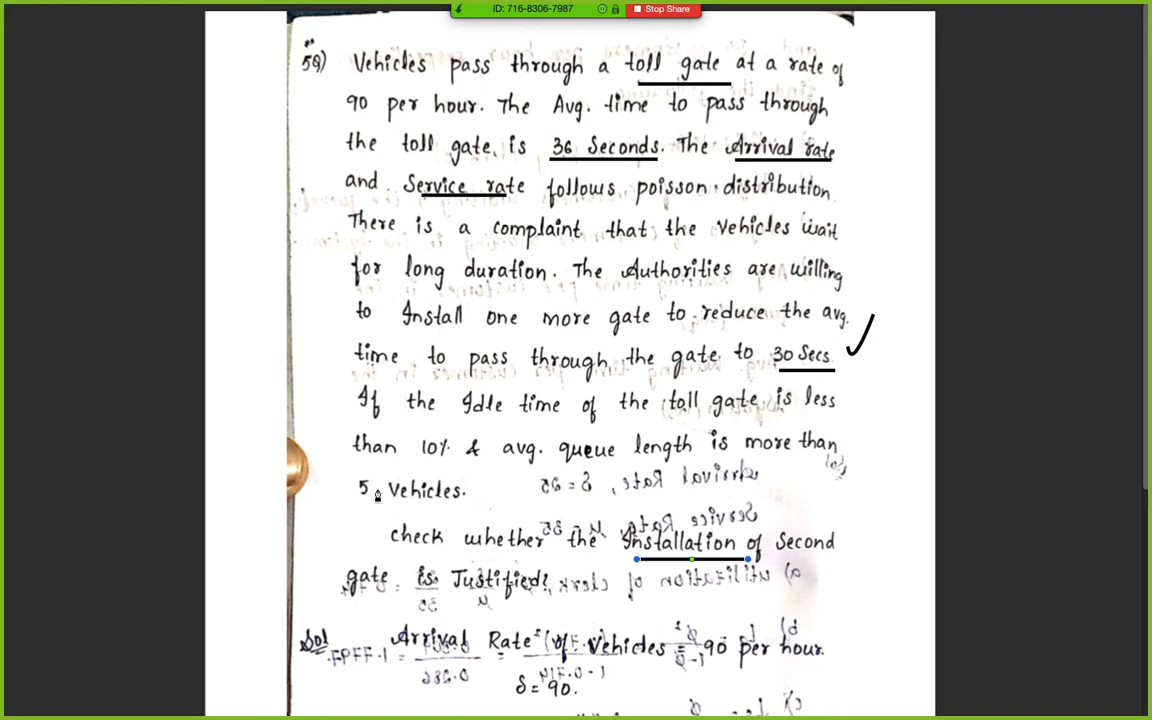 ID: 716-8306-7987
Stop Share
5Q) Vehicles pass through a toll gate at a rate of
90 per hour. The Avg. time to pass through
the toll gate is 36 Seconds. The Arrival rate
and Service rate follows poisson distribution
There is a complaint that the Vehicles wait
for long duration. The Authorities are willing
to Install one more gate to reduce the avg.
time to pass through the gate to 30 Secs.
If the Idle time of the toll gate is less
than 10% & avg. queue length is more than
5 Vehicles.
check whether the Installation of Second
gate is Justified?
Sol Arrival Rate of Vehicles = 90 per hour.
δ = 90.